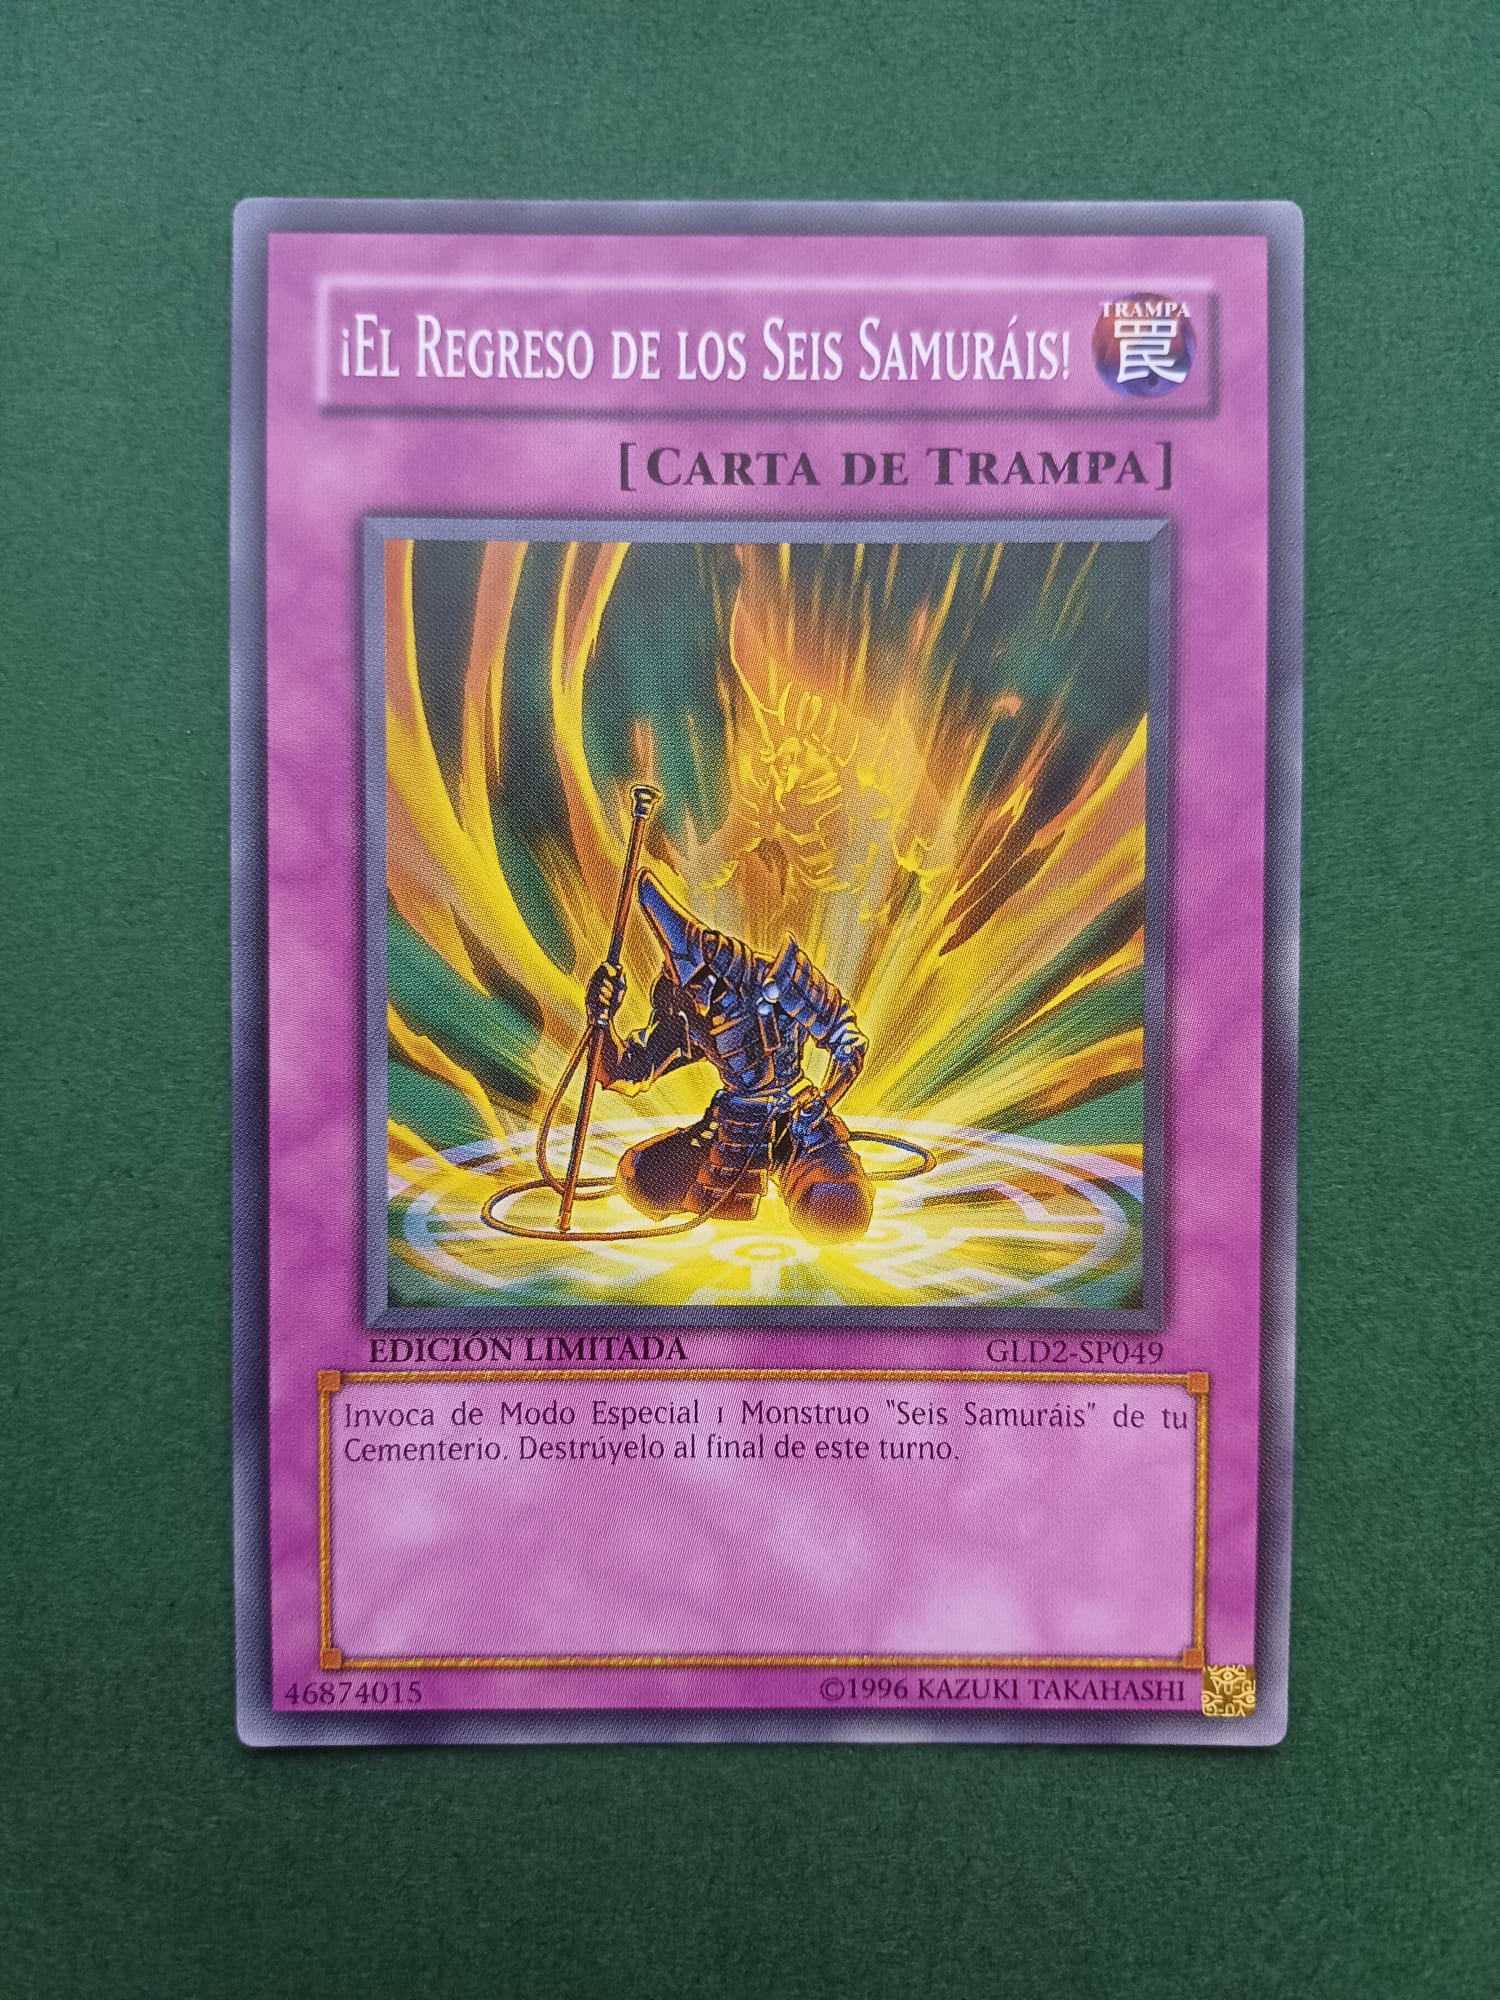 ¡El Regreso de los Seis Samuráis!
TRAMPA
罠
[CARTA DE TRAMPA]
EDICIÓN LIMITADA
GLD2-SP049
Invoca de Modo Especial 1 Monstruo "Seis Samuráis" de tu
Cementerio. Destrúyelo al final de este turno.
46874015
©1996 KAZUKI TAKAHASHI